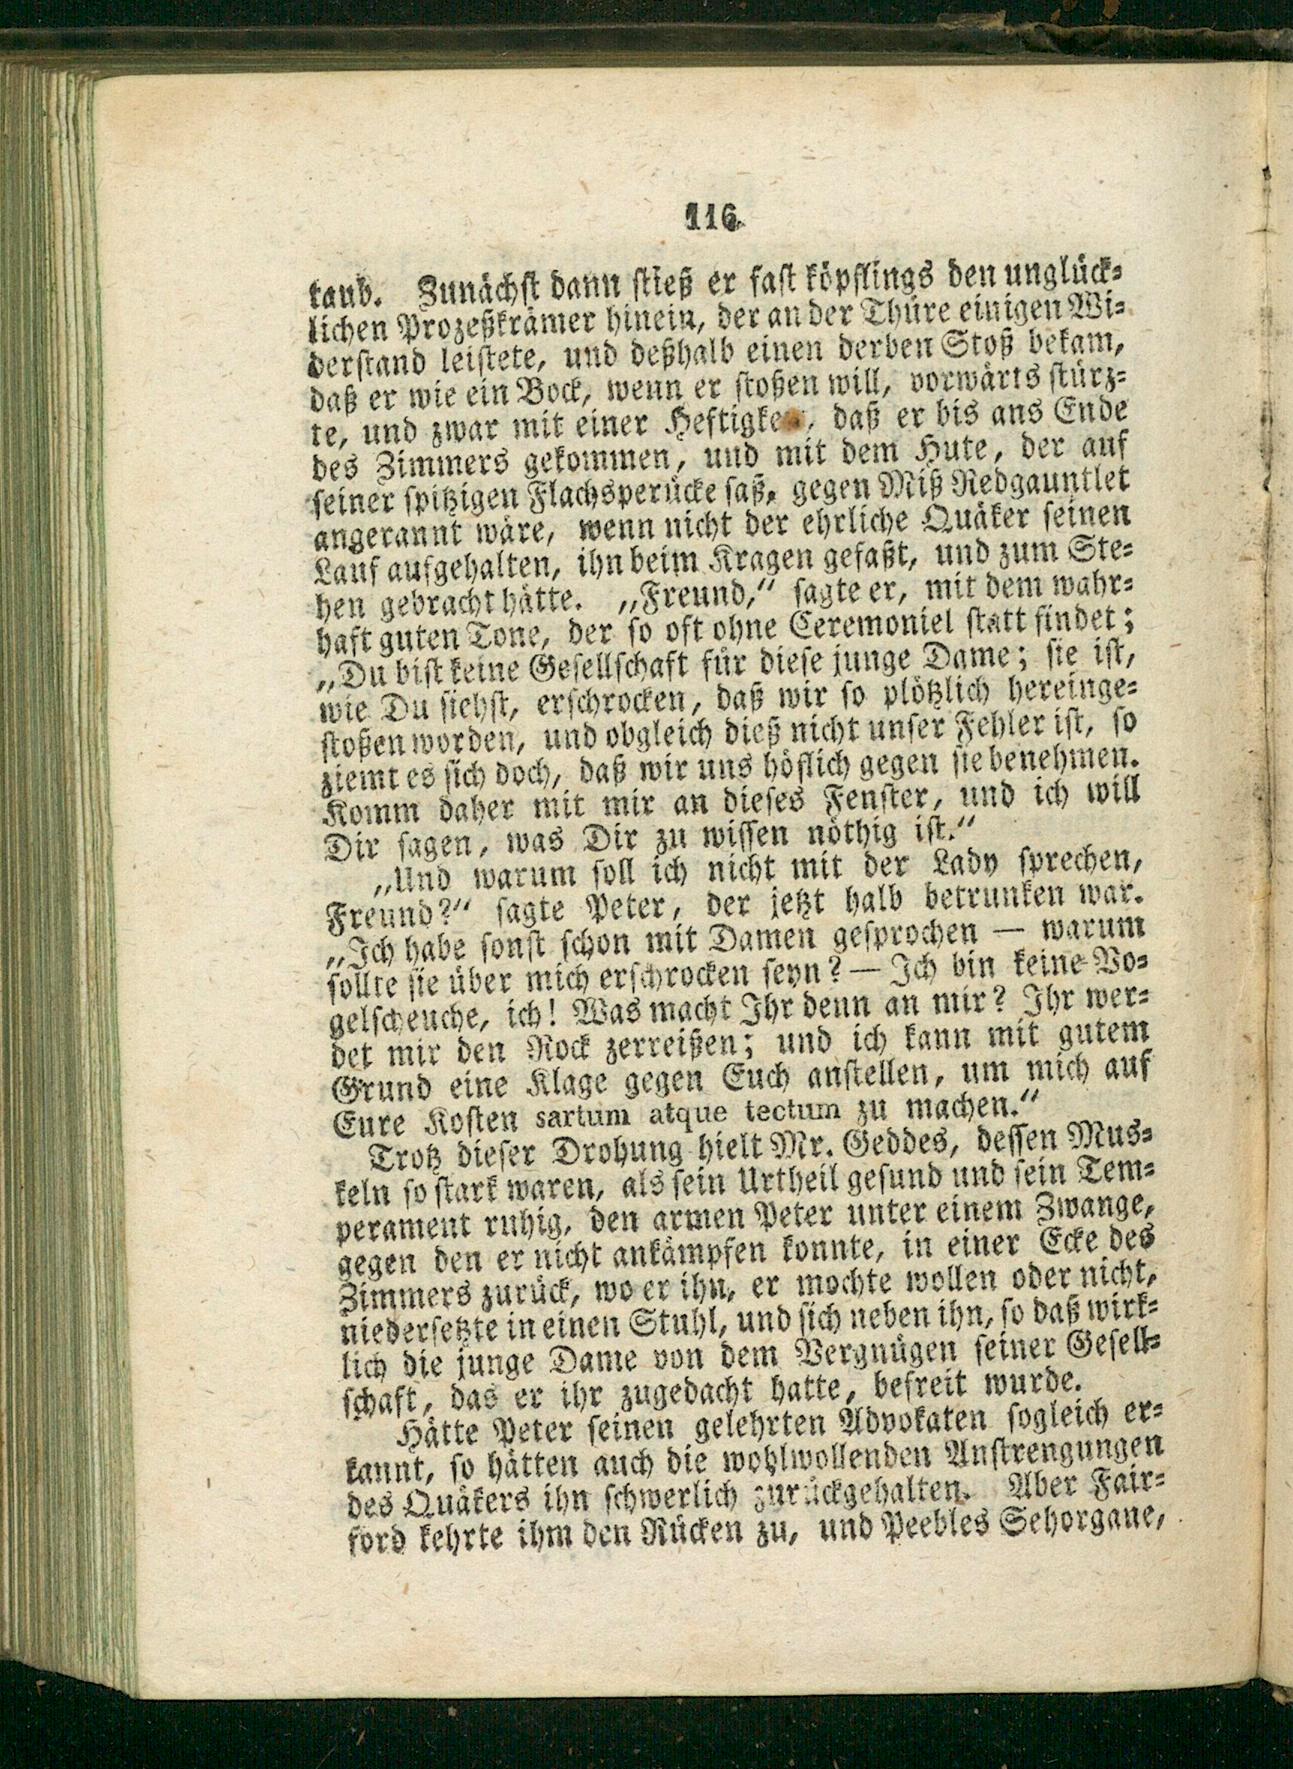 116
taub. Zunächst dann stieß er fast köpflings den unglück-
lichen Prozeßkrämer hinein, der an der Thüre einigen Wi-
derstand leistete, und deßhalb einen derben Stoß bekam,
daß er wie ein Bock, wenn er stoßen will, vorwärts stürz-
te, und zwar mit einer daß er bis ans Ende
des Zimmers gekommen, und mit dem Hute, der auf
seiner spitzigen Flachsperücke saß, gegen Miß Redgauntlet
angerannt wäre, wenn nicht der ehrliche Quäker seinen
Lauf aufgehalten, ihn beim Kragen gefaßt, und zum Ste-
hen gebracht hätte. „Freund,“ sagte er, mit dem wahr-
haft guten Tone, der so oft ohne Ceremoniel statt findet;
„Du bist keine Gesellschaft für diese junge Dame; sie ist,
wie Du siehst, erschrocken, daß wir so plötzlich hereinge-
stoßen worden, und obgleich dieß nicht unser Fehler ist, so
ziemt es sich doch, daß wir uns höflich gegen sie benehmen.
Komm daher mit mir an dieses Fenster, und ich will
Dir sagen, was Dir zu wissen nöthig ist.“
„Und warum soll ich nicht mit der Lady sprechen,
Freund?“ sagte Peter, der jetzt halb betrunken war.
„Ich habe sonst schon mit Damen gesprochen — warum
sollte sie über mich erschrocken seyn? — Ich bin keine Vo-
gelscheuche, ich! Was macht Ihr denn an mir? Ihr wer-
det mir den Rock zerreißen; und ich kann mit gutem
Grund eine Klage gegen Euch anstellen, um mich auf
Eure Kosten sartum atque tectum zu machen.“
Trotz dieser Drohung hielt Mr. Geddes, dessen Mus-
keln so stark waren, als sein Urtheil gesund und sein Tem-
perament ruhig, den armen Peter unter einem Zwange,
gegen den er nicht ankämpfen konnte, in einer Ecke des
Zimmers zurück, wo er ihn, er mochte wollen oder nicht,
niedersetzte in einen Stuhl, und sich neben ihn, so daß wirk-
lich die junge Dame von dem Vergnügen seiner Gesell-
schaft, das er ihr zugedacht hatte, befreit wurde.
Hätte Peter seinen gelehrten Advokaten sogleich er-
kannt, so hätten auch die wohlwollenden Anstrengungen
des Quäkers ihn schwerlich zurückgehalten. Aber Fair-
ford kehrte ihm den Rücken zu, und Peebles Sehorgane,